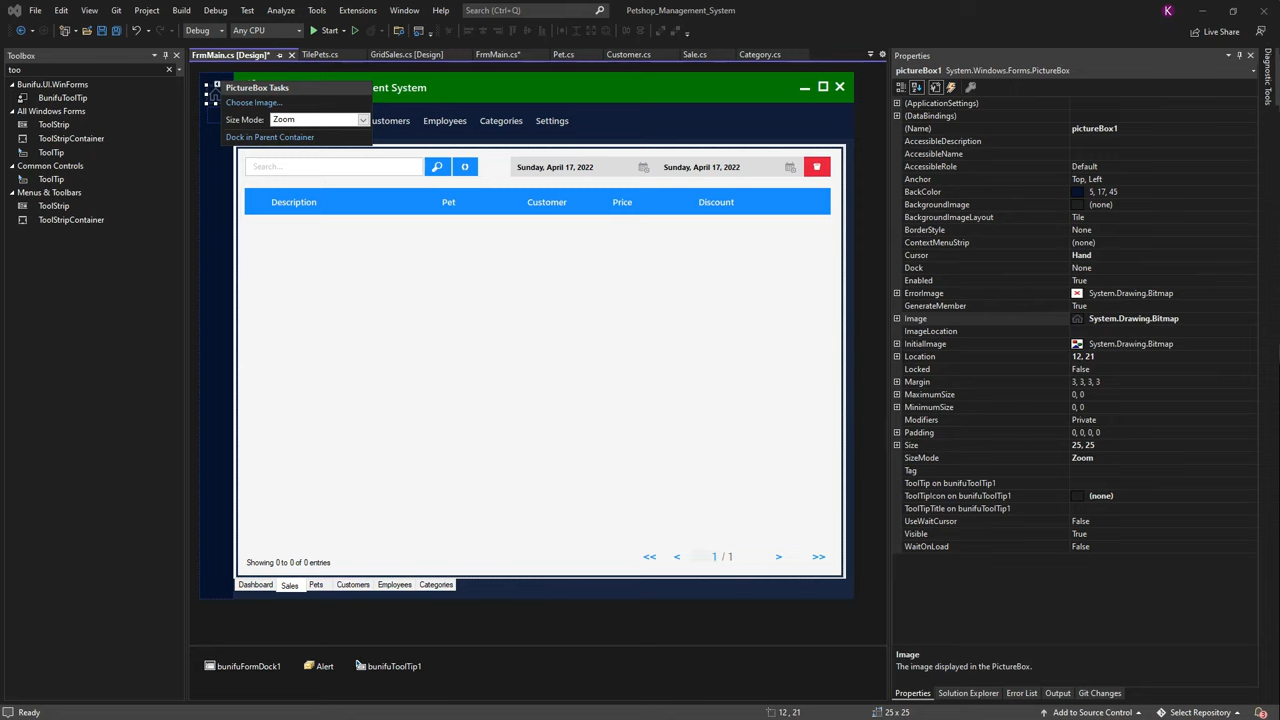 File Edit View Git Project Build Debug Test Analyze Tools Extensions Window Help Search (Ctrl+Q) Petshop_Management_System
K
Debug Any CPU Start Live Share
Toolbox
too
Bunifu.UI.WinForms
BunifuToolTip
All Windows Forms
ToolStrip
ToolStripContainer
ToolTip
Common Controls
ToolTip
Menus & Toolbars
ToolStrip
ToolStripContainer
FrmMain.cs [Design]* TilePets.cs GridSales.cs [Design] FrmMain.cs* Pet.cs Customer.cs Sale.cs Category.cs
PictureBox Tasks
Choose Image...
Size Mode: Zoom
Dock in Parent Container
ent System
ustomers Employees Categories Settings
Search... Sunday, April 17, 2022 Sunday, April 17, 2022
Description Pet Customer Price Discount
Showing 0 to 0 of 0 entries
<< < 1 / 1 > >>
Dashboard Sales Pets Customers Employees Categories
bunifuFormDock1 Alert bunifuToolTip1
Properties
pictureBox1 System.Windows.Forms.PictureBox
(ApplicationSettings)
(DataBindings)
(Name) pictureBox1
AccessibleDescription
AccessibleName
AccessibleRole Default
Anchor Top, Left
BackColor 5, 17, 45
BackgroundImage (none)
BackgroundImageLayout Tile
BorderStyle None
ContextMenuStrip (none)
Cursor Hand
Dock None
Enabled True
ErrorImage System.Drawing.Bitmap
GenerateMember True
Image System.Drawing.Bitmap
ImageLocation
InitialImage System.Drawing.Bitmap
Location 12, 21
Locked False
Margin 3, 3, 3, 3
MaximumSize 0, 0
MinimumSize 0, 0
Modifiers Private
Padding 0, 0, 0, 0
Size 25, 25
SizeMode Zoom
Tag
ToolTip on bunifuToolTip1
ToolTipIcon on bunifuToolTip1 (none)
ToolTipTitle on bunifuToolTip1
UseWaitCursor False
Visible True
WaitOnLoad False
Image
The image displayed in the PictureBox.
Properties Solution Explorer Error List Output Git Changes
Diagnostic Tools
Ready 12 , 21 25 x 25 Add to Source Control Select Repository 3